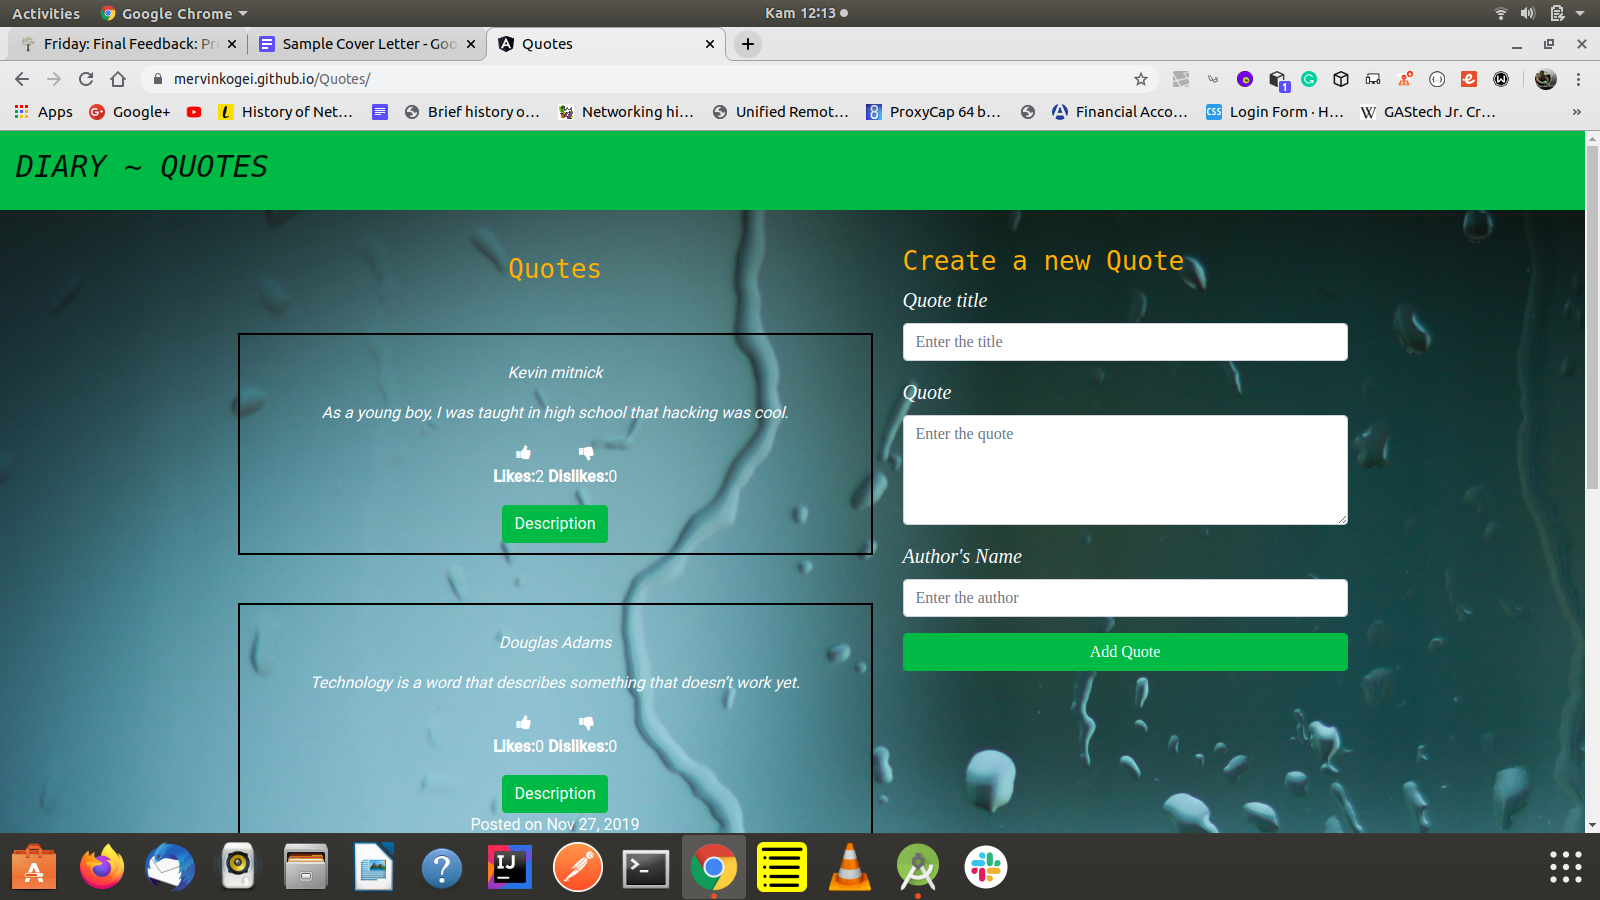 Activities
Google Chrome
Kam 12:13
Friday: Final Feedback: Pr
Sample Cover Letter - Goo
Quotes
mervinkogei.github.io/Quotes/
1
Apps
Google+
History of Net...
Brief history o...
Networking hi...
Unified Remot...
ProxyCap 64 b...
Financial Acco...
CSS
Login Form · H...
W
GAStech Jr. Cr...
»
DIARY ~ QUOTES
Quotes
Kevin mitnick
As a young boy, I was taught in high school that hacking was cool.
Likes:2 Dislikes:0
Description
Douglas Adams
Technology is a word that describes something that doesn’t work yet.
Likes:0 Dislikes:0
Description
Posted on Nov 27, 2019
Create a new Quote
Quote title
Enter the title
Quote
Enter the quote
Author's Name
Enter the author
Add Quote
IJ